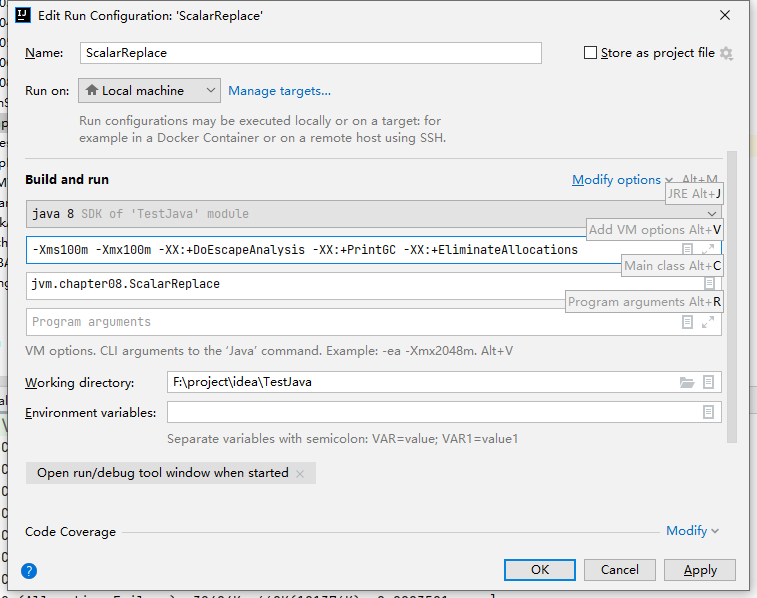 Edit Run Configuration: 'ScalarReplace'
Name: ScalarReplace Store as project file
Run on: Local machine Manage targets...
Run configurations may be executed locally or on a target: for
example in a Docker Container or on a remote host using SSH.
Build and run Modify options Alt+M
JRE Alt+J
java 8 SDK of 'TestJava' module
Add VM options Alt+V
-Xms100m -Xmx100m -XX:+DoEscapeAnalysis -XX:+PrintGC -XX:+EliminateAllocations
Main class Alt+C
jvm.chapter08.ScalarReplace
Program arguments Alt+R
Program arguments
VM options. CLI arguments to the 'Java' command. Example: -ea -Xmx2048m. Alt+V
Working directory: F:\project\idea\TestJava
Environment variables:
Separate variables with semicolon: VAR=value; VAR1=value1
Open run/debug tool window when started
Code Coverage Modify
? OK Cancel Apply